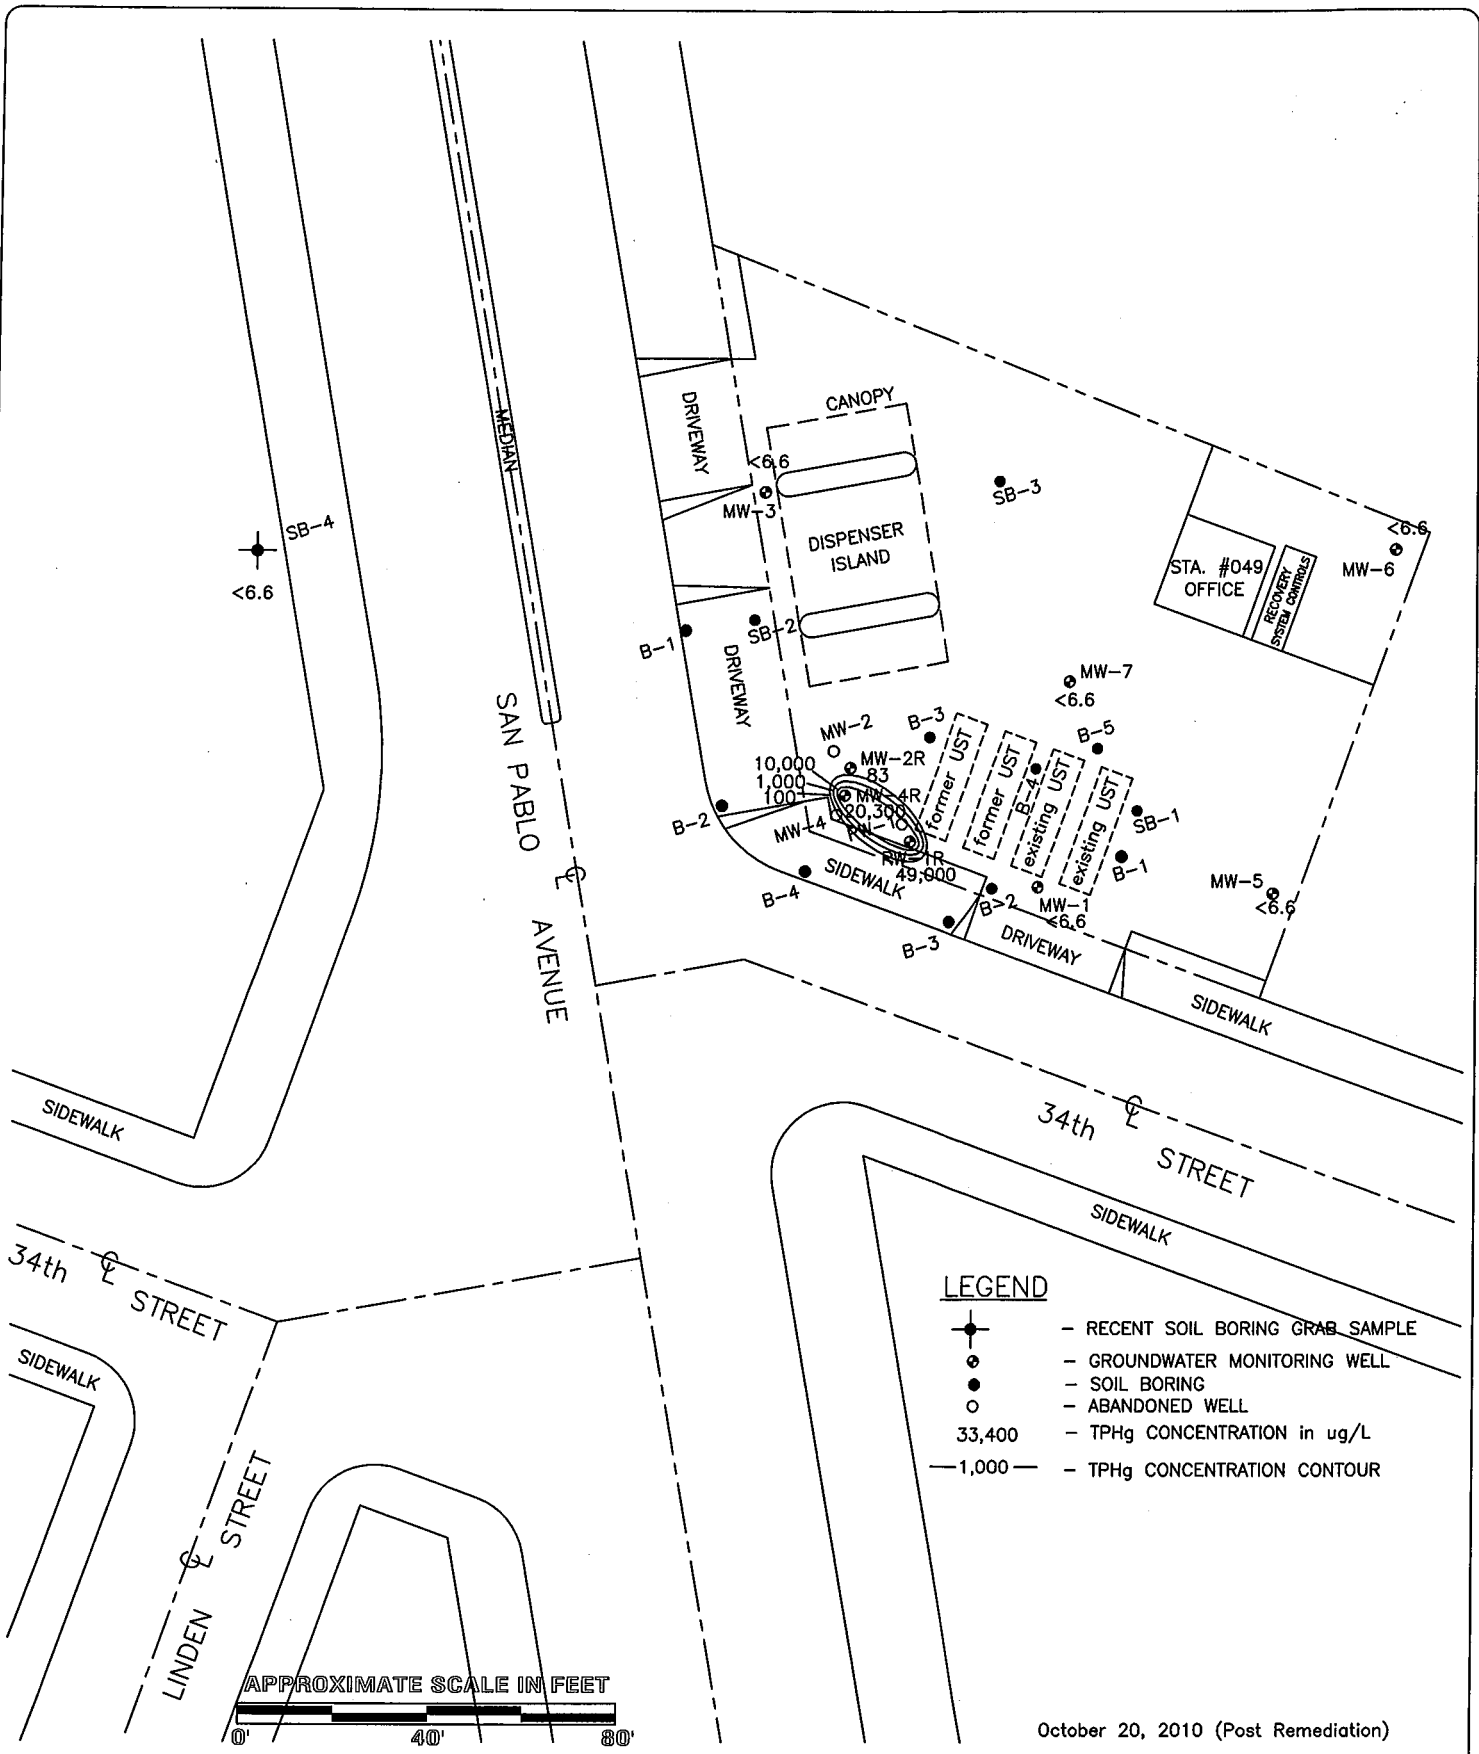 CANOPY
DRIVEWAY
MEDIAN
<6.6
MW-3
SB-3
DISPENSER
ISLAND
SB-4
<6.6
<6.6
MW-6
STA. #049
OFFICE
RECOVERY
SYSTEM CONTROLS
B-1
SB-2
DRIVEWAY
MW-7
<6.6
SAN PABLO
AVENUE
MW-2
B-3
B-5
MW-2R
83
10,000
1,000
100
MW-4R
20,300
former UST
former UST
B-4
existing UST
existing UST
SB-1
B-2
MW-4
RW-1
RW-1R
49,000
B-1
SIDEWALK
B-4
B-2
MW-1
<6.6
MW-5
<6.6
B-3
DRIVEWAY
SIDEWALK
SIDEWALK
34th
STREET
SIDEWALK
34th
STREET
SIDEWALK
LINDEN
STREET
LEGEND
- RECENT SOIL BORING GRAB SAMPLE
- GROUNDWATER MONITORING WELL
- SOIL BORING
- ABANDONED WELL
33,400 - TPHg CONCENTRATION in ug/L
1,000 - TPHg CONCENTRATION CONTOUR
APPROXIMATE SCALE IN FEET
0' 40' 80'
October 20, 2010 (Post Remediation)